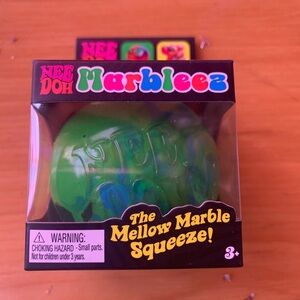 NEE
DOH
Marbleez
NEE
DOH
The
Mellow Marble
Squeeze!
WARNING:
CHOKING HAZARD - Small parts.
Not for children under 3 years.
3+